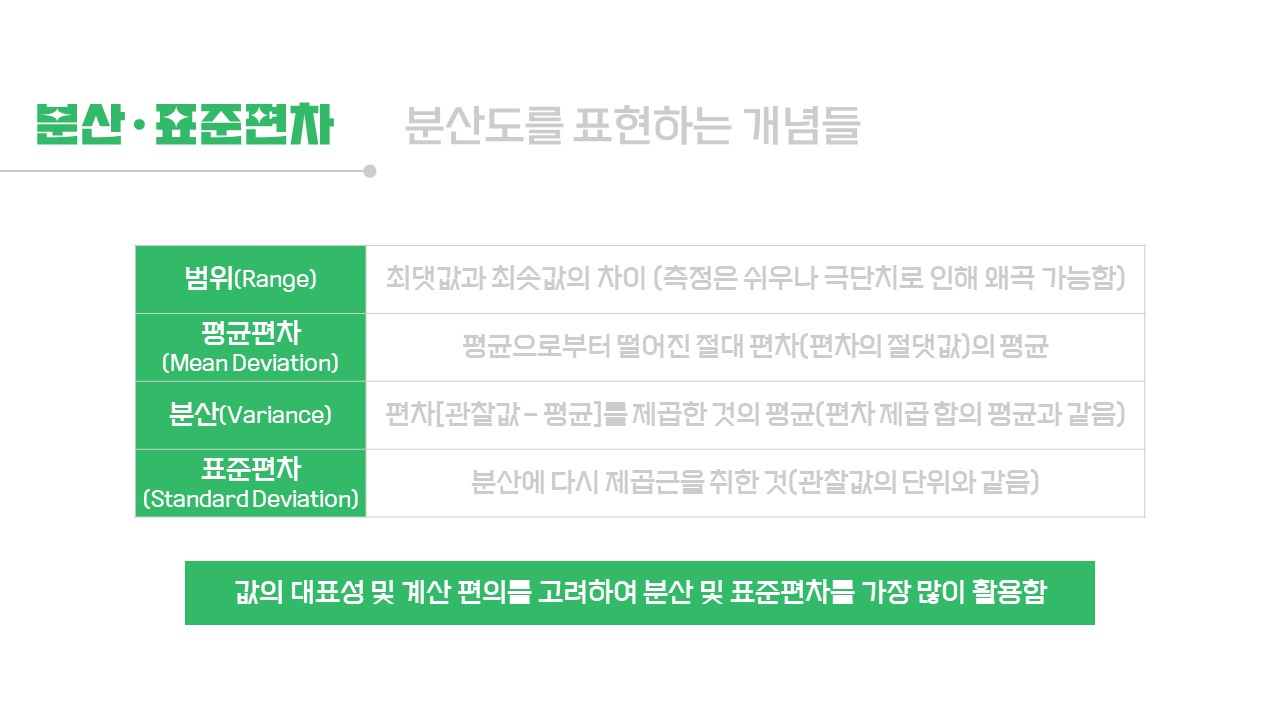 분산·표준편차 분산도를 표현하는 개념들
범위(Range) 최댓값과 최솟값의 차이 (측정은 쉬우나 극단치로 인해 왜곡 가능함)
평균편차
(Mean Deviation)
평균으로부터 떨어진 절대 편차(편차의 절댓값)의 평균
분산(Variance) 편차[관찰값 – 평균]를 제곱한 것의 평균(편차 제곱 합의 평균과 같음)
표준편차
(Standard Deviation)
분산에 다시 제곱근을 취한 것(관찰값의 단위와 같음)
값의 대표성 및 계산 편의를 고려하여 분산 및 표준편차를 가장 많이 활용함